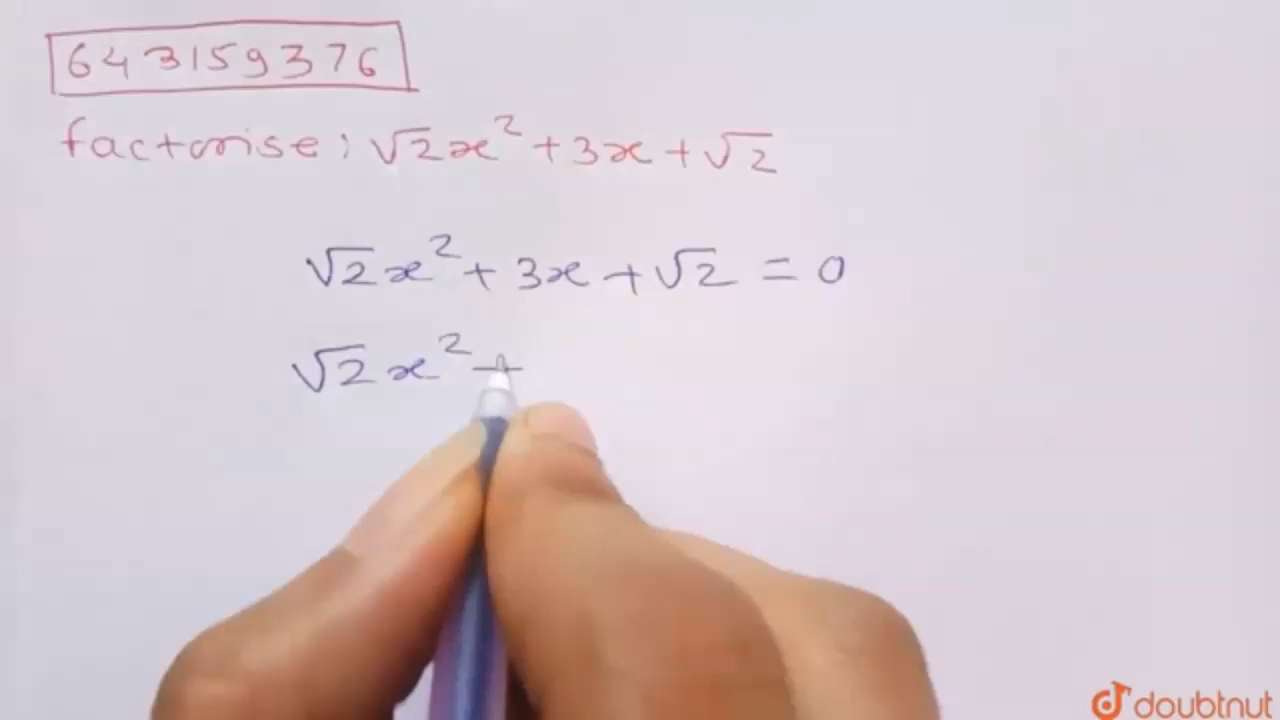 643159376
factorise: √2x² + 3x + √2
√2x² + 3x + √2 = 0
√2x² +
doubtnut